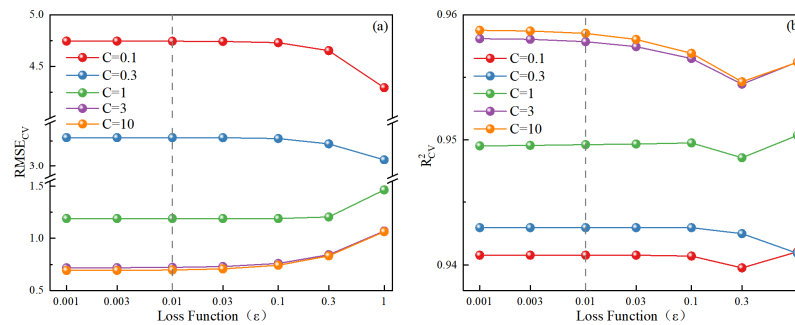 (a)
5.0
4.5
3.0
1.5
1.0
0.5
RMSE_CV
C=0.1
C=0.3
C=1
C=3
C=10
0.001 0.003 0.01 0.03 0.1 0.3 1
Loss Function（ε）
(b)
0.96
0.95
0.94
R²_CV
C=0.1
C=0.3
C=1
C=3
C=10
0.001 0.003 0.01 0.03 0.1 0.3
Loss Function（ε）